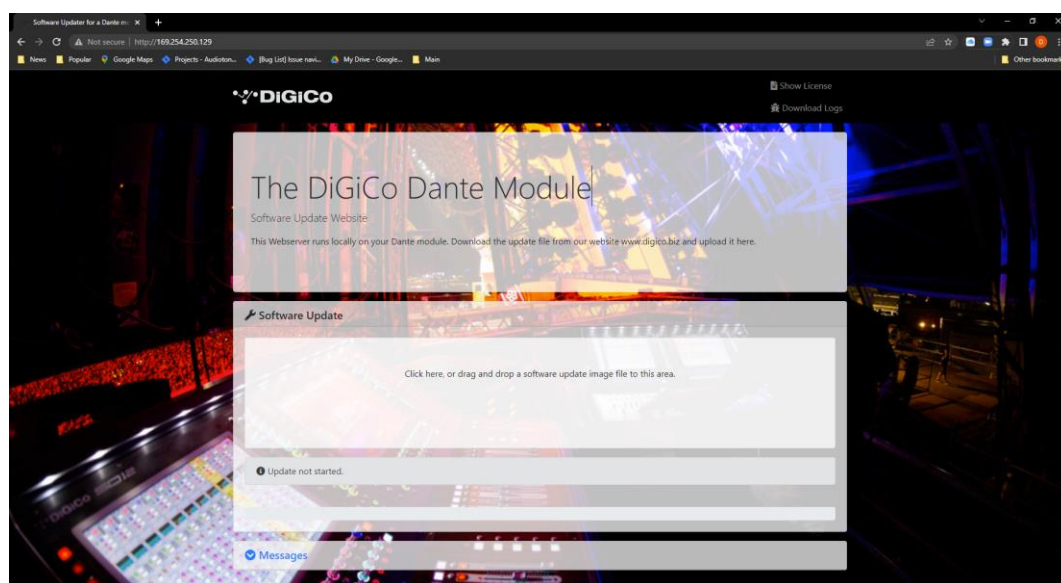 Software Updater for a Dante
Not secure | http://169.254.250.129
News Popular Google Maps Projects - Audioton... [Bug List] Issue navi... My Drive - Google... Main Other bookmark
DiGiCo
Show License
Download Logs
The DiGiCo Dante Module
Software Update Website
This Webserver runs locally on your Dante module. Download the update file from our website www.digico.biz and upload it here.
Software Update
Click here, or drag and drop a software update image file to this area.
Update not started.
Messages
DiGiCo